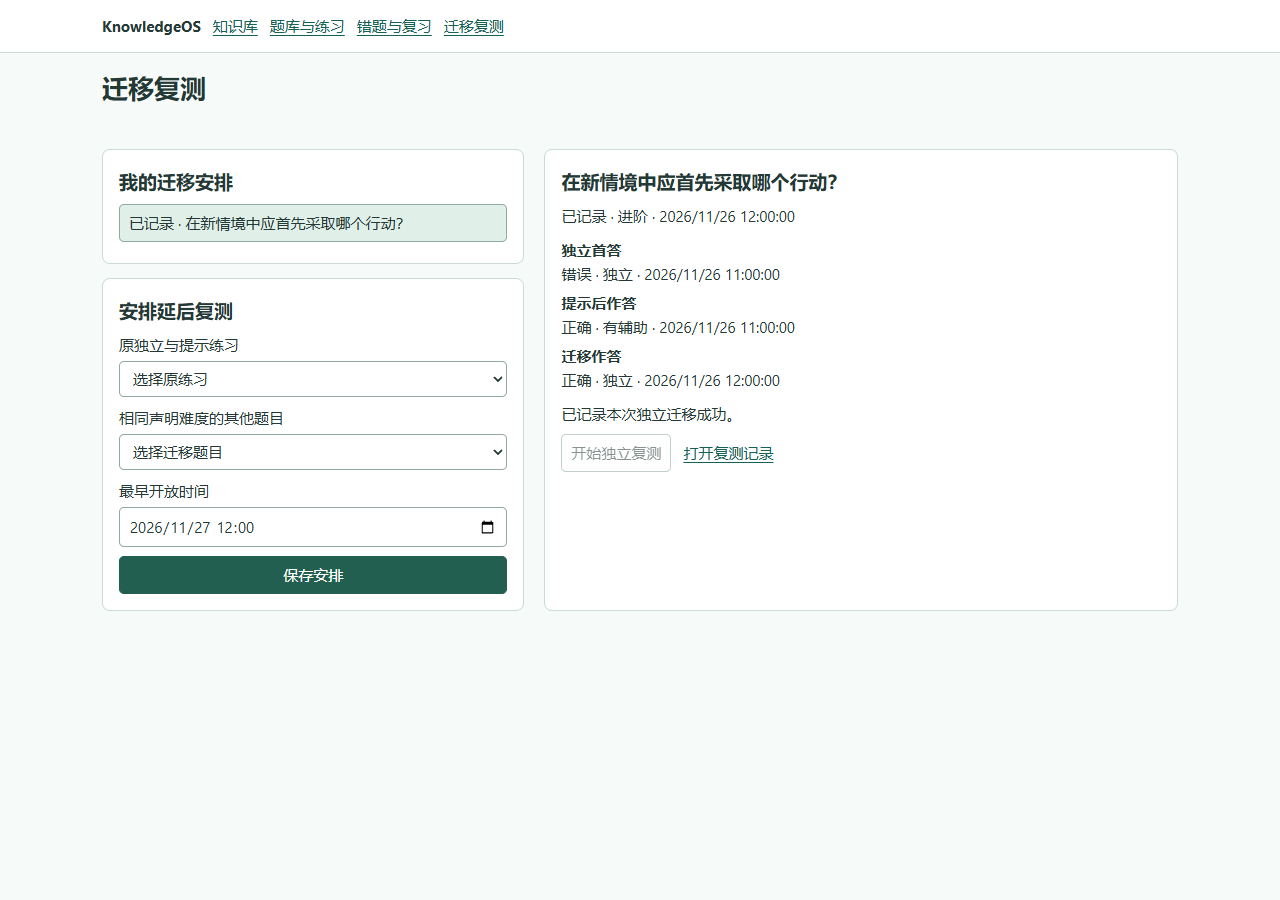 KnowledgeOS 知识库 题库与练习 错题与复习 迁移复测
迁移复测
我的迁移安排
已记录 · 在新情境中应首先采取哪个行动?
安排延后复测
原独立与提示练习
选择原练习
相同声明难度的其他题目
选择迁移题目
最早开放时间
2026/11/27 12:00
保存安排
在新情境中应首先采取哪个行动?
已记录 · 进阶 · 2026/11/26 12:00:00
独立首答
错误 · 独立 · 2026/11/26 11:00:00
提示后作答
正确 · 有辅助 · 2026/11/26 11:00:00
迁移作答
正确 · 独立 · 2026/11/26 12:00:00
已记录本次独立迁移成功。
开始独立复测 打开复测记录